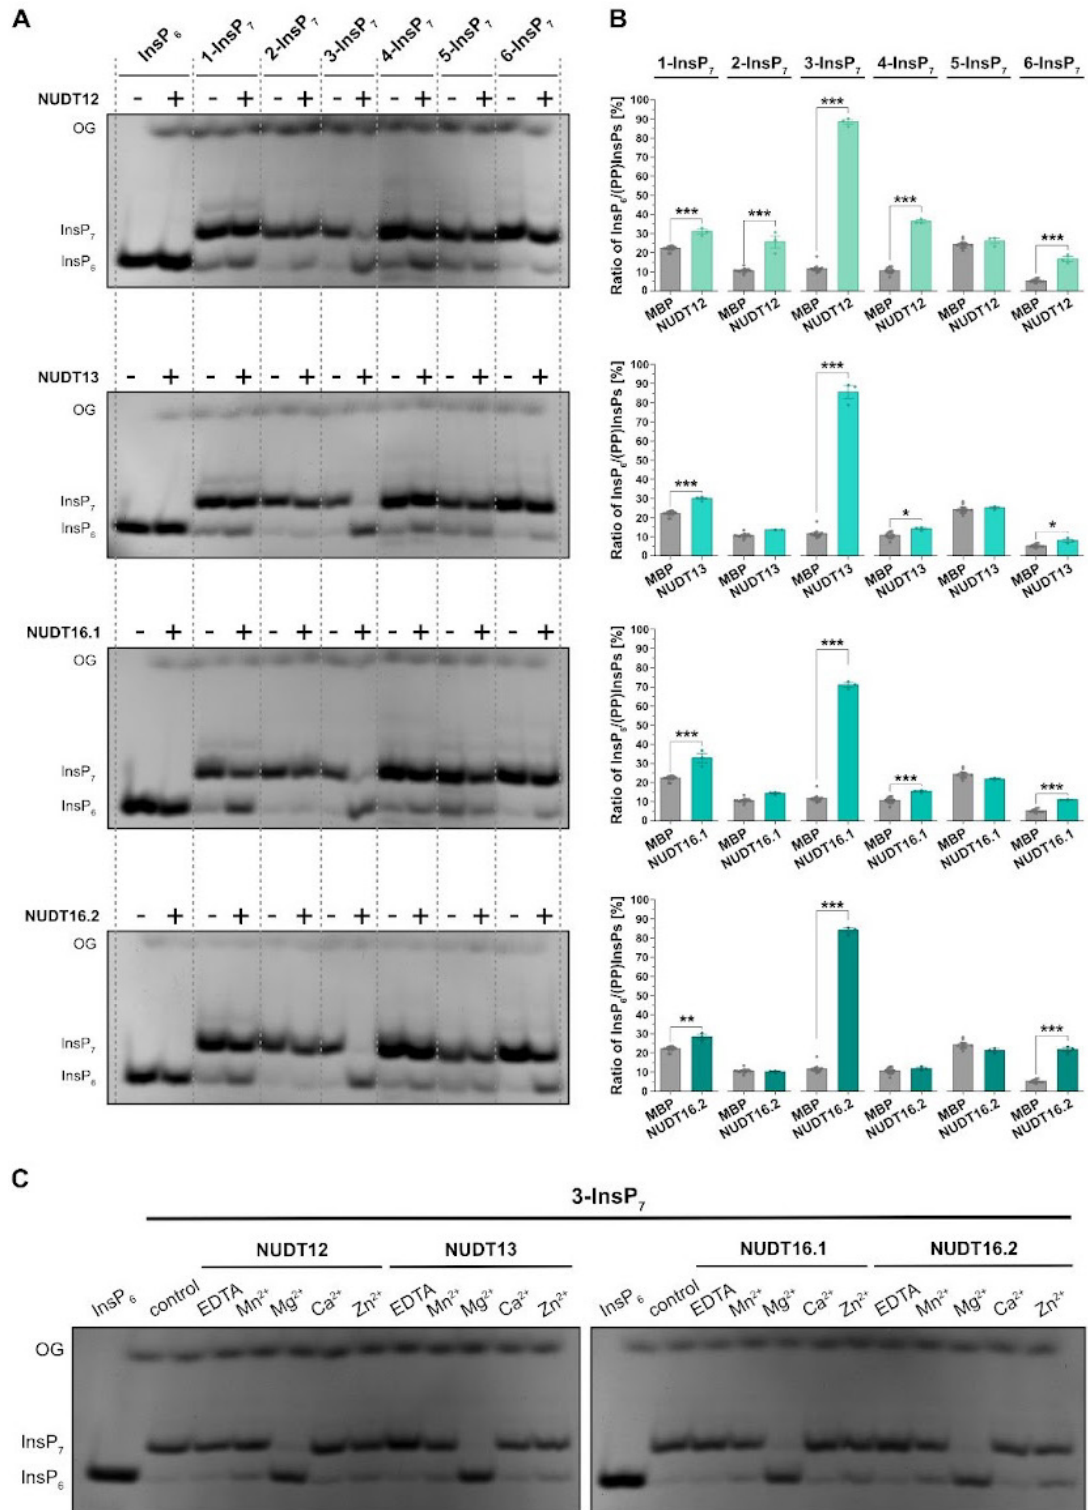 A
InsP6 1-InsP7 2-InsP7 3-InsP7 4-InsP7 5-InsP7 6-InsP7
NUDT12 - + - + - + - + - + - + - +
OG
InsP7
InsP6
NUDT13 - + - + - + - + - + - + - +
OG
InsP7
InsP6
NUDT16.1 - + - + - + - + - + - + - +
OG
InsP7
InsP6
NUDT16.2 - + - + - + - + - + - + - +
OG
InsP7
InsP6
B
1-InsP7 2-InsP7 3-InsP7 4-InsP7 5-InsP7 6-InsP7
Ratio of InsP6/(PP)InsPs [%]
100
90
80
70
60
50
40
30
20
10
0
*** *** *** *** ***
MBP NUDT12 MBP NUDT12 MBP NUDT12 MBP NUDT12 MBP NUDT12 MBP NUDT12
Ratio of InsP6/(PP)InsPs [%]
100
90
80
70
60
50
40
30
20
10
0
*** *** * *
MBP NUDT13 MBP NUDT13 MBP NUDT13 MBP NUDT13 MBP NUDT13 MBP NUDT13
Ratio of InsP6/(PP)InsPs [%]
100
90
80
70
60
50
40
30
20
10
0
*** *** *** ***
MBP NUDT16.1 MBP NUDT16.1 MBP NUDT16.1 MBP NUDT16.1 MBP NUDT16.1 MBP NUDT16.1
Ratio of InsP6/(PP)InsPs [%]
100
90
80
70
60
50
40
30
20
10
0
** *** ***
MBP NUDT16.2 MBP NUDT16.2 MBP NUDT16.2 MBP NUDT16.2 MBP NUDT16.2 MBP NUDT16.2
C
3-InsP7
NUDT12 NUDT13 NUDT16.1 NUDT16.2
InsP6 control EDTA Mn2+ Mg2+ Ca2+ Zn2+ EDTA Mn2+ Mg2+ Ca2+ Zn2+ InsP6 control EDTA Mn2+ Mg2+ Ca2+ Zn2+ EDTA Mn2+ Mg2+ Ca2+ Zn2+
OG
InsP7
InsP6